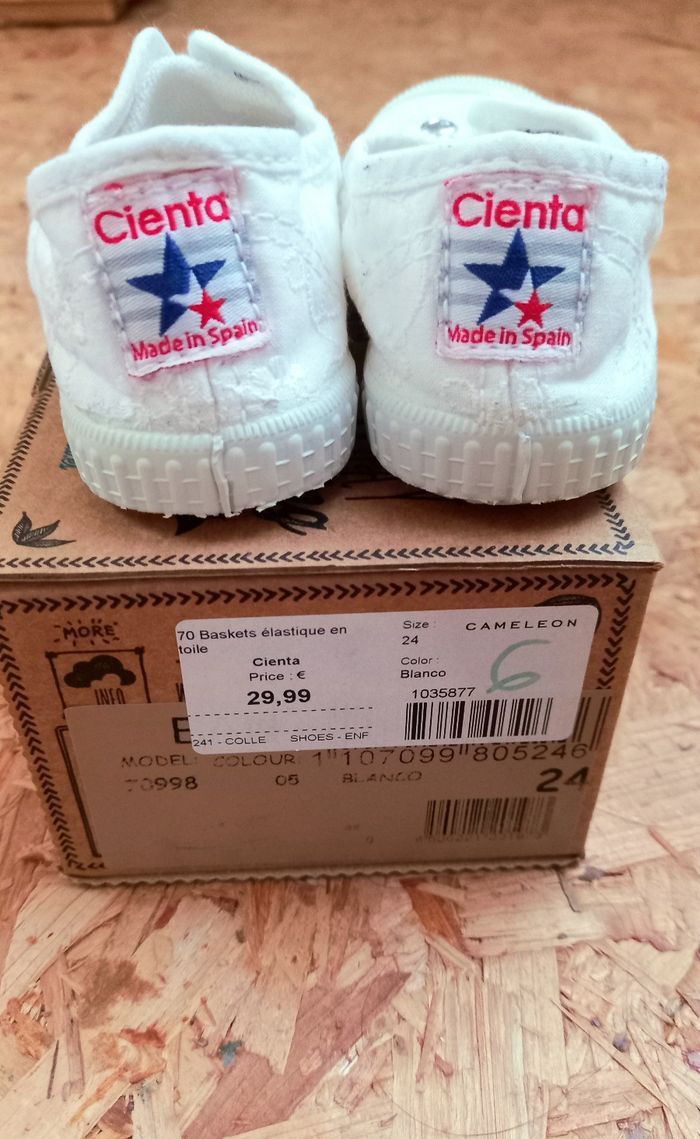 Cienta
Made in Spain
Cienta
Made in Spain
MORE
INFO
70 Baskets élastique en
toile
Cienta
Price : €
29,99
241 - COLLE SHOES - ENF
Size :
24
CAMELEON
Color :
Blanco
6
1035877
MODEL: COLOUR: 1 107099 805246
70998 05 BLANCO 24